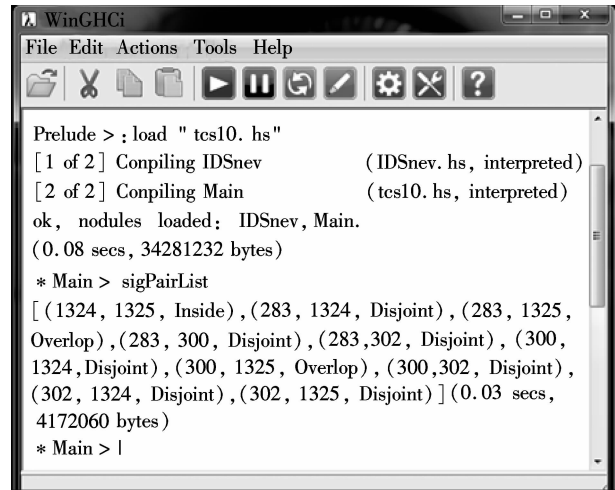 WinGHCi
File Edit Actions Tools Help
Prelude > : load " tcs10. hs"
[1 of 2] Conpiling IDSnev (IDSnev. hs, interpreted)
[2 of 2] Conpiling Main (tcs10. hs, interpreted)
ok, nodules loaded: IDSnev, Main.
(0.08 secs, 34281232 bytes)
* Main > sigPairList
[(1324, 1325, Inside),(283, 1324, Disjoint),(283, 1325,
Overlop),(283, 300, Disjoint),(283,302, Disjoint), (300,
1324,Disjoint),(300, 1325, Overlop),(300,302, Disjoint),
(302, 1324, Disjoint),(302, 1325, Disjoint)](0.03 secs,
4172060 bytes)
* Main >